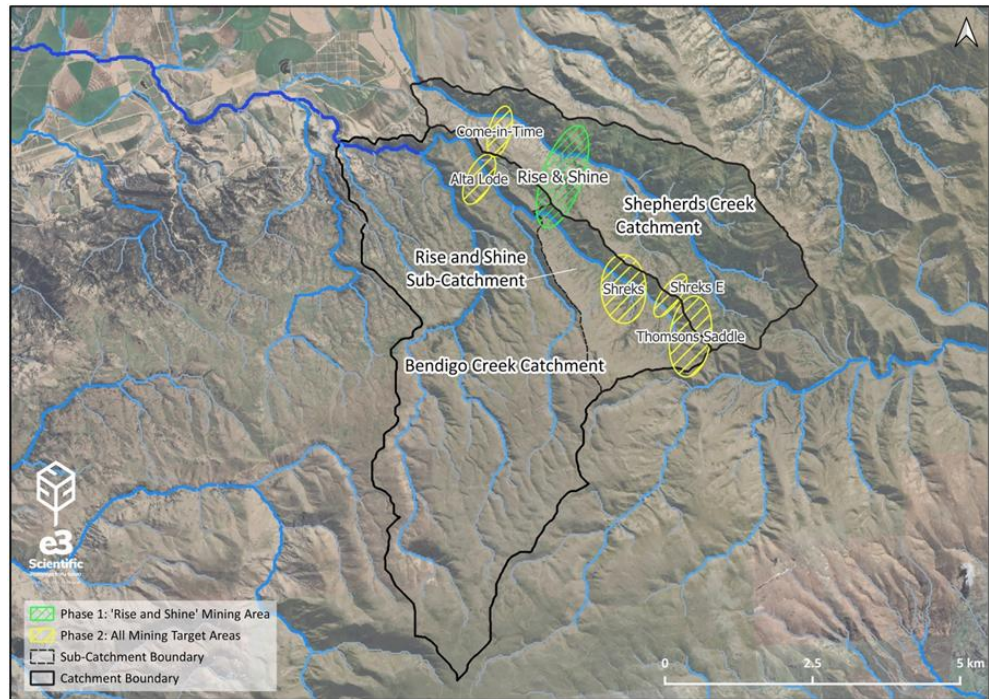 Come-in-Time
Alta Lode
Rise & Shine
Shepherds Creek
Catchment
Rise and Shine
Sub-Catchment
Shreks
Shreks E
Thomsons Saddle
Bendigo Creek Catchment
e3
Scientific
Phase 1: 'Rise and Shine' Mining Area
Phase 2: All Mining Target Areas
Sub-Catchment Boundary
Catchment Boundary
0 2.5 5 km